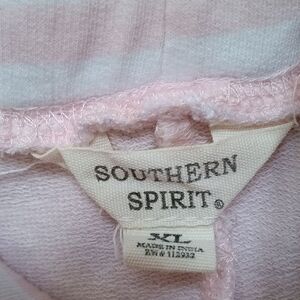 SOUTHERN
SPIRIT®
XL
MADE IN INDIA
RN# 112932